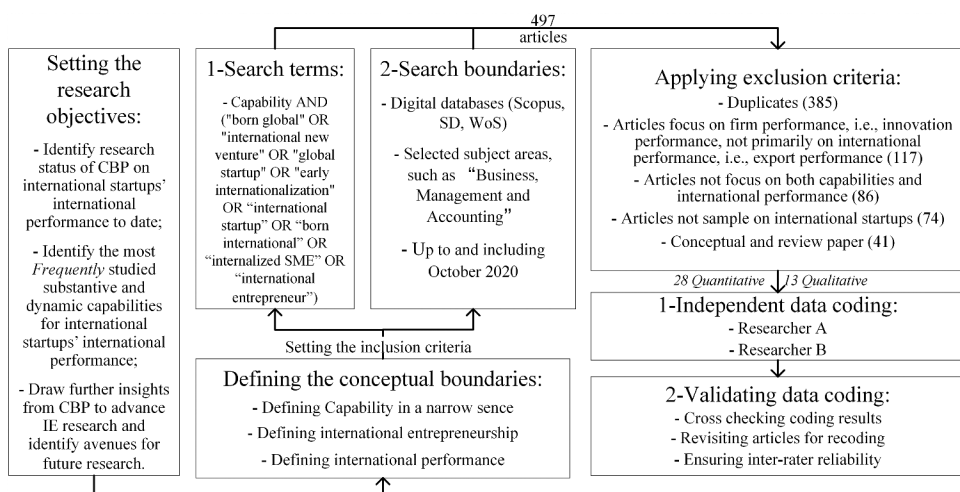 Setting the
research
objectives:
- Identify research
status of CBP on
international startups’
international
performance to date;
- Identify the most
Frequently studied
substantive and
dynamic capabilities
for international
startups’ international
performance;
- Draw further insights
from CBP to advance
IE research and
identify avenues for
future research.
1-Search terms:
- Capability AND
("born global" OR
"international new
venture" OR "global
startup" OR "early
internationalization"
OR “international
startup” OR “born
international” OR
“internalized SME” OR
“international
entrepreneur”)
2-Search boundaries:
- Digital databases (Scopus,
SD, WoS)
- Selected subject areas,
such as “Business,
Management and
Accounting”
- Up to and including
October 2020
Setting the inclusion criteria
Defining the conceptual boundaries:
- Defining Capability in a narrow sence
- Defining international entrepreneurship
- Defining international performance
497
articles
Applying exclusion criteria:
- Duplicates (385)
- Articles focus on firm performance, i.e., innovation
performance, not primarily on international
performance, i.e., export performance (117)
- Articles not focus on both capabilities and
international performance (86)
- Articles not sample on international startups (74)
- Conceptual and review paper (41)
28 Quantitative 13 Qualitative
1-Independent data coding:
- Researcher A
- Researcher B
2-Validating data coding:
- Cross checking coding results
- Revisiting articles for recoding
- Ensuring inter-rater reliability